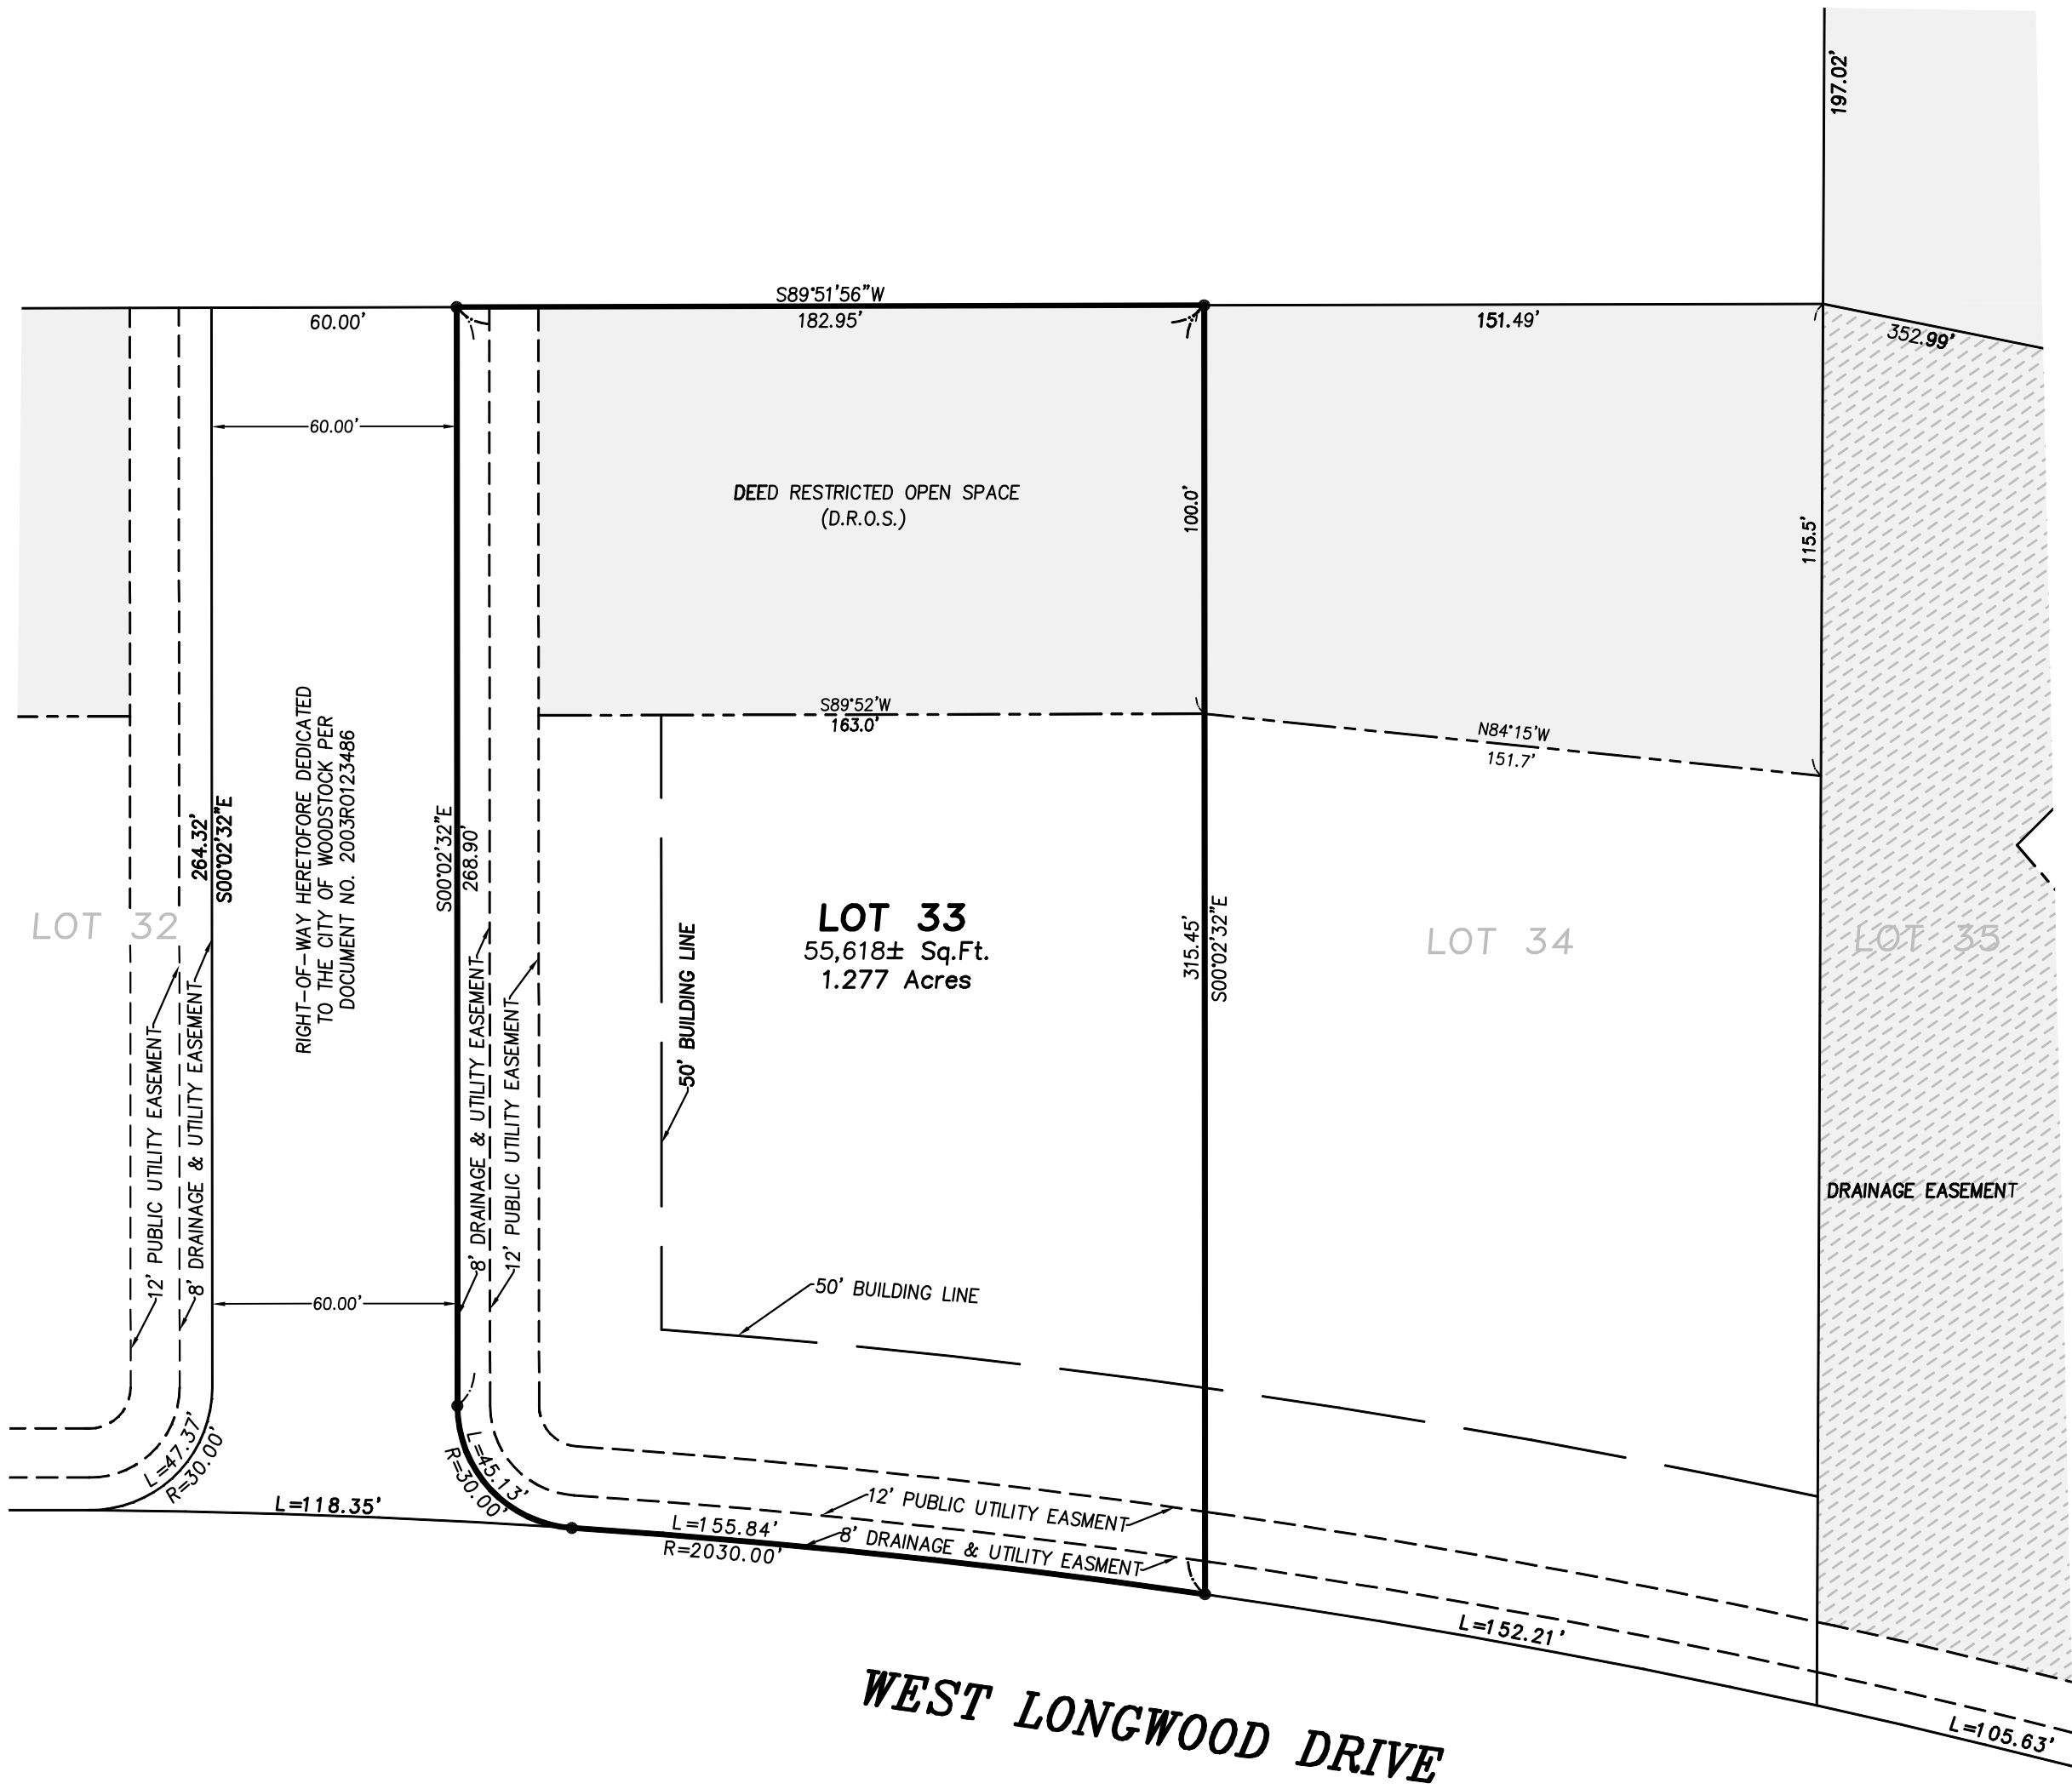 197.02'
S89°51'56"W
60.00'
182.95'
151.49'
352.99'
60.00'
DEED RESTRICTED OPEN SPACE
(D.R.O.S.)
100.0'
115.5'
S89°52'W
163.0'
N84°15'W
151.7'
RIGHT-OF-WAY HERETOFORE DEDICATED
TO THE CITY OF WOODSTOCK PER
DOCUMENT NO. 2003R0123486
264.32'
S00°02'32"E
S00°02'32"E
268.90'
LOT 32
LOT 33
55,618± Sq.Ft.
1.277 Acres
315.45'
S00°02'32"E
LOT 34
LOT 35
50' BUILDING LINE
12' PUBLIC UTILITY EASEMENT
8' DRAINAGE & UTILITY EASEMENT
8' DRAINAGE & UTILITY EASEMENT
12' PUBLIC UTILITY EASEMENT
DRAINAGE EASEMENT
60.00'
50' BUILDING LINE
L=47.37'
R=30.00'
L=45.13'
R=30.00'
L=118.35'
12' PUBLIC UTILITY EASMENT
L=155.84'
R=2030.00'
8' DRAINAGE & UTILITY EASMENT
L=152.21'
L=105.63'
WEST LONGWOOD DRIVE